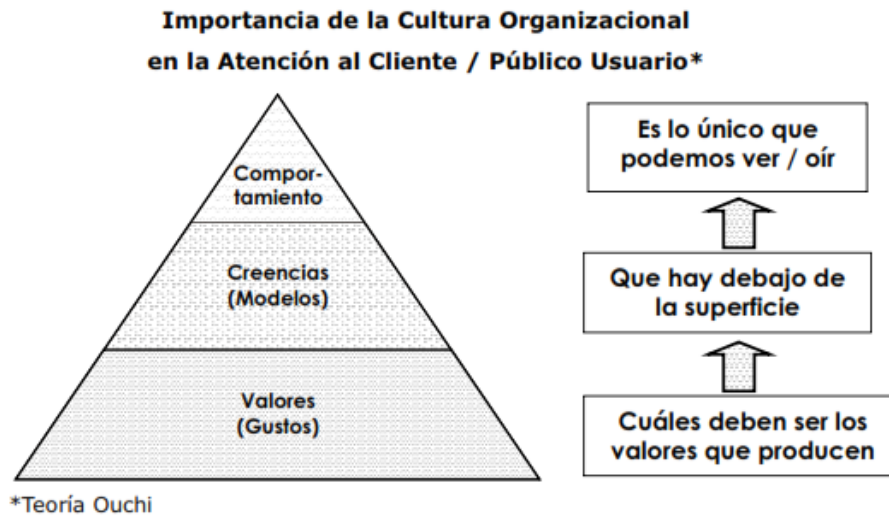 Importancia de la Cultura Organizacional
en la Atención al Cliente / Público Usuario*
Compor-
tamiento
Creencias
(Modelos)
Valores
(Gustos)
Es lo único que
podemos ver / oír
Que hay debajo de
la superficie
Cuáles deben ser los
valores que producen
*Teoría Ouchi